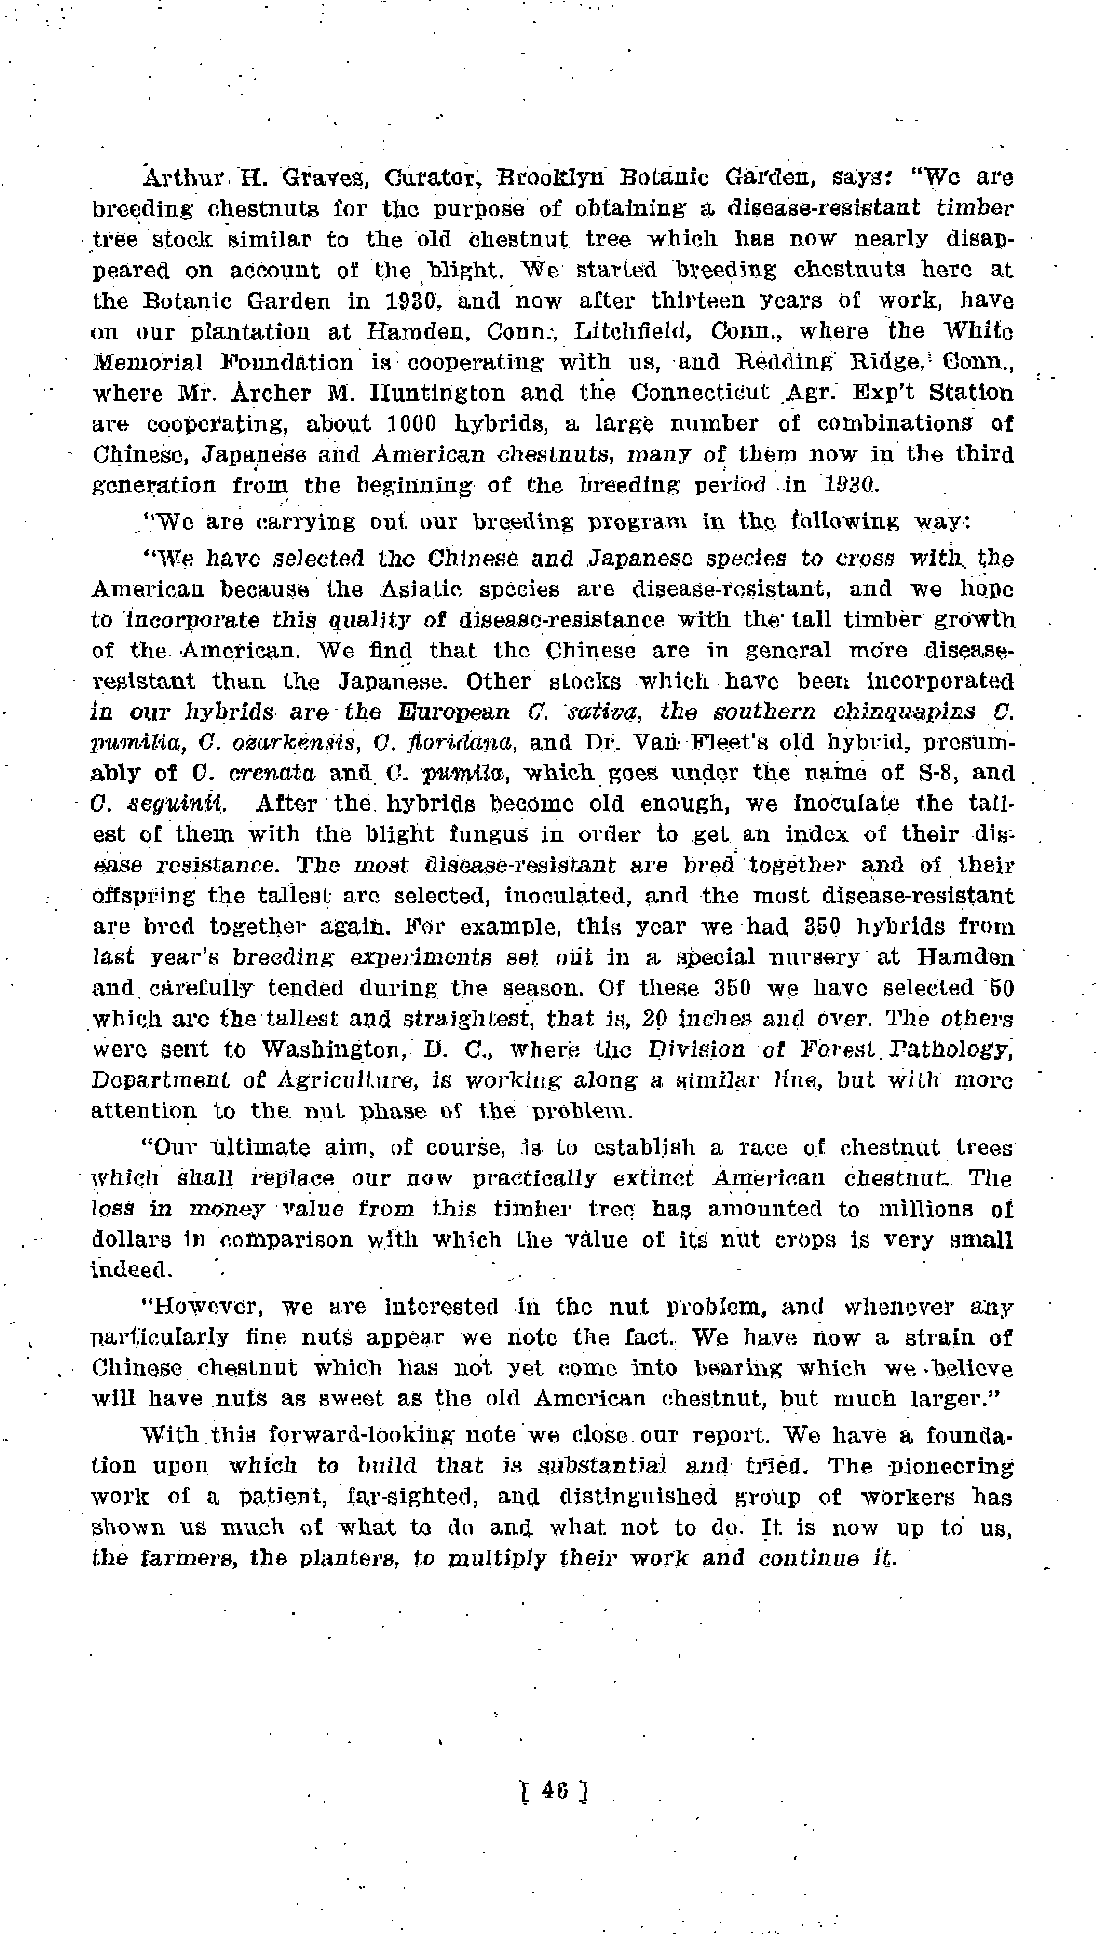 Arthur H. Graves, Curator, Brooklyn Botanic Garden, says: "We are
breeding chestnuts for the purpose of obtaining a disease-resistant timber
tree stock similar to the old chestnut tree which has now nearly disap-
peared on account of the blight. We started breeding chestnuts here at
the Botanic Garden in 1930, and now after thirteen years of work, have
on our plantation at Hamden, Conn.; Litchfield, Conn., where the White
Memorial Foundation is cooperating with us, and Redding Ridge, Conn.,
where Mr. Archer M. Huntington and the Connecticut Agr. Exp't Station
are cooperating, about 1000 hybrids, a large number of combinations of
Chinese, Japanese and American chestnuts, many of them now in the third
generation from the beginning of the breeding period in 1930.
"We are carrying out our breeding program in the following way:
"We have selected the Chinese and Japanese species to cross with the
American because the Asiatic species are disease-resistant, and we hope
to incorporate this quality of disease-resistance with the tall timber growth
of the American. We find that the Chinese are in general more disease-
resistant than the Japanese. Other stocks which have been incorporated
in our hybrids are the European C. sativa, the southern chinquapins C.
pumilia, C. ozarkensis, C. floridana, and Dr. Van Fleet's old hybrid, presum-
ably of C. crenata and C. pumila, which goes under the name of S-8, and
C. seguinii. After the hybrids become old enough, we inoculate the tall-
est of them with the blight fungus in order to get an index of their dis-
ease resistance. The most disease-resistant are bred together and of their
offspring the tallest are selected, inoculated, and the most disease-resistant
are bred together again. For example, this year we had 350 hybrids from
last year's breeding experiments set out in a special nursery at Hamden
and carefully tended during the season. Of these 350 we have selected 50
which are the tallest and straightest, that is, 20 inches and over. The others
were sent to Washington, D. C., where the Division of Forest Pathology,
Department of Agriculture, is working along a similar line, but with more
attention to the nut phase of the problem.
"Our ultimate aim, of course, is to establish a race of chestnut trees
which shall replace our now practically extinct American chestnut. The
loss in money value from this timber tree has amounted to millions of
dollars in comparison with which the value of its nut crops is very small
indeed.
"However, we are interested in the nut problem, and whenever any
particularly fine nuts appear we note the fact. We have now a strain of
Chinese chestnut which has not yet come into bearing which we believe
will have nuts as sweet as the old American chestnut, but much larger."
With this forward-looking note we close our report. We have a founda-
tion upon which to build that is substantial and tried. The pioneering
work of a patient, far-sighted, and distinguished group of workers has
shown us much of what to do and what not to do. It is now up to us,
the farmers, the planters, to multiply their work and continue it.
[ 46 ]